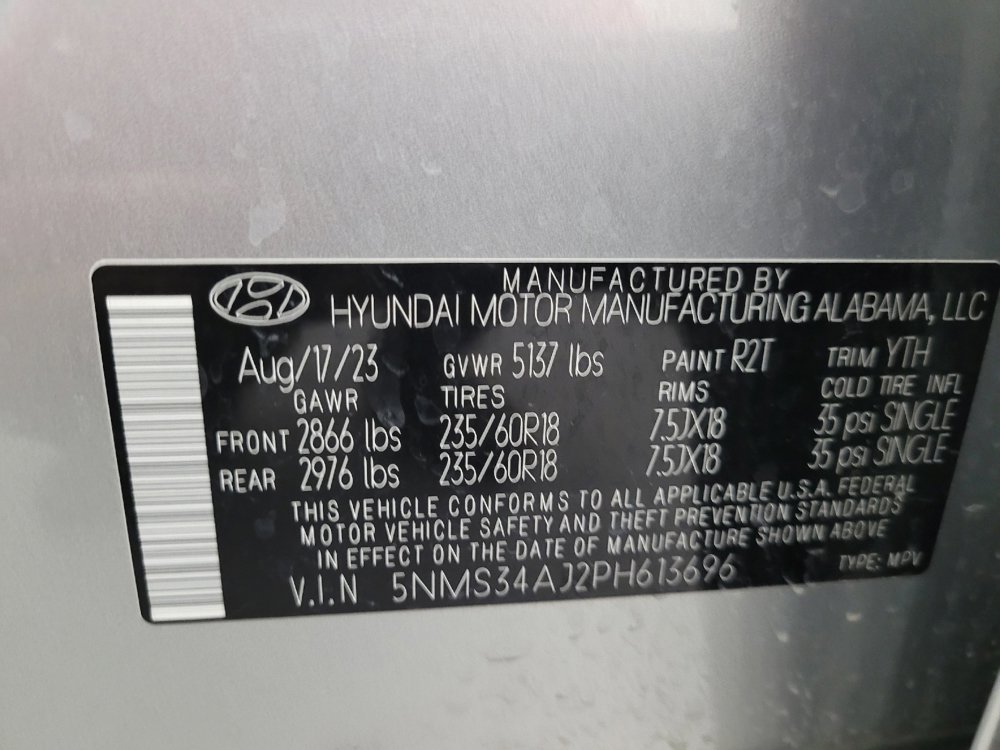 MANUFACTURED BY
HYUNDAI MOTOR MANUFACTURING ALABAMA, LLC
Aug/17/23 GVWR 5137 lbs PAINT R2T TRIM YTH
GAWR TIRES RIMS COLD TIRE INFL
FRONT 2866 lbs 235/60R18 7.5JX18 35 psi SINGLE
REAR 2976 lbs 235/60R18 7.5JX18 35 psi SINGLE
THIS VEHICLE CONFORMS TO ALL APPLICABLE U.S.A. FEDERAL
MOTOR VEHICLE SAFETY AND THEFT PREVENTION STANDARDS
IN EFFECT ON THE DATE OF MANUFACTURE SHOWN ABOVE
V.I.N 5NMS34AJ2PH613696 TYPE: MPV